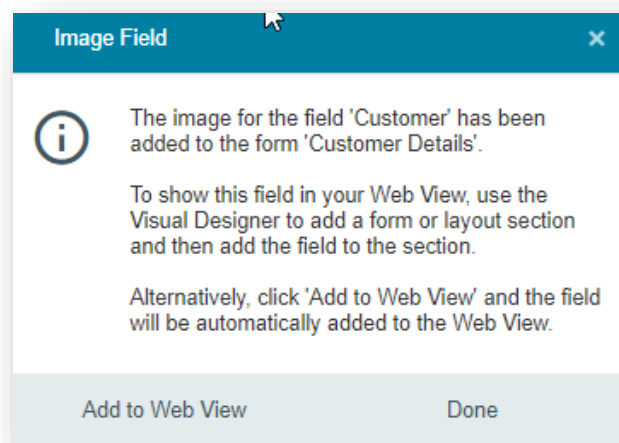 Image Field
The image for the field 'Customer' has been
added to the form 'Customer Details'.
To show this field in your Web View, use the
Visual Designer to add a form or layout section
and then add the field to the section.
Alternatively, click 'Add to Web View' and the field
will be automatically added to the Web View.
Add to Web View
Done